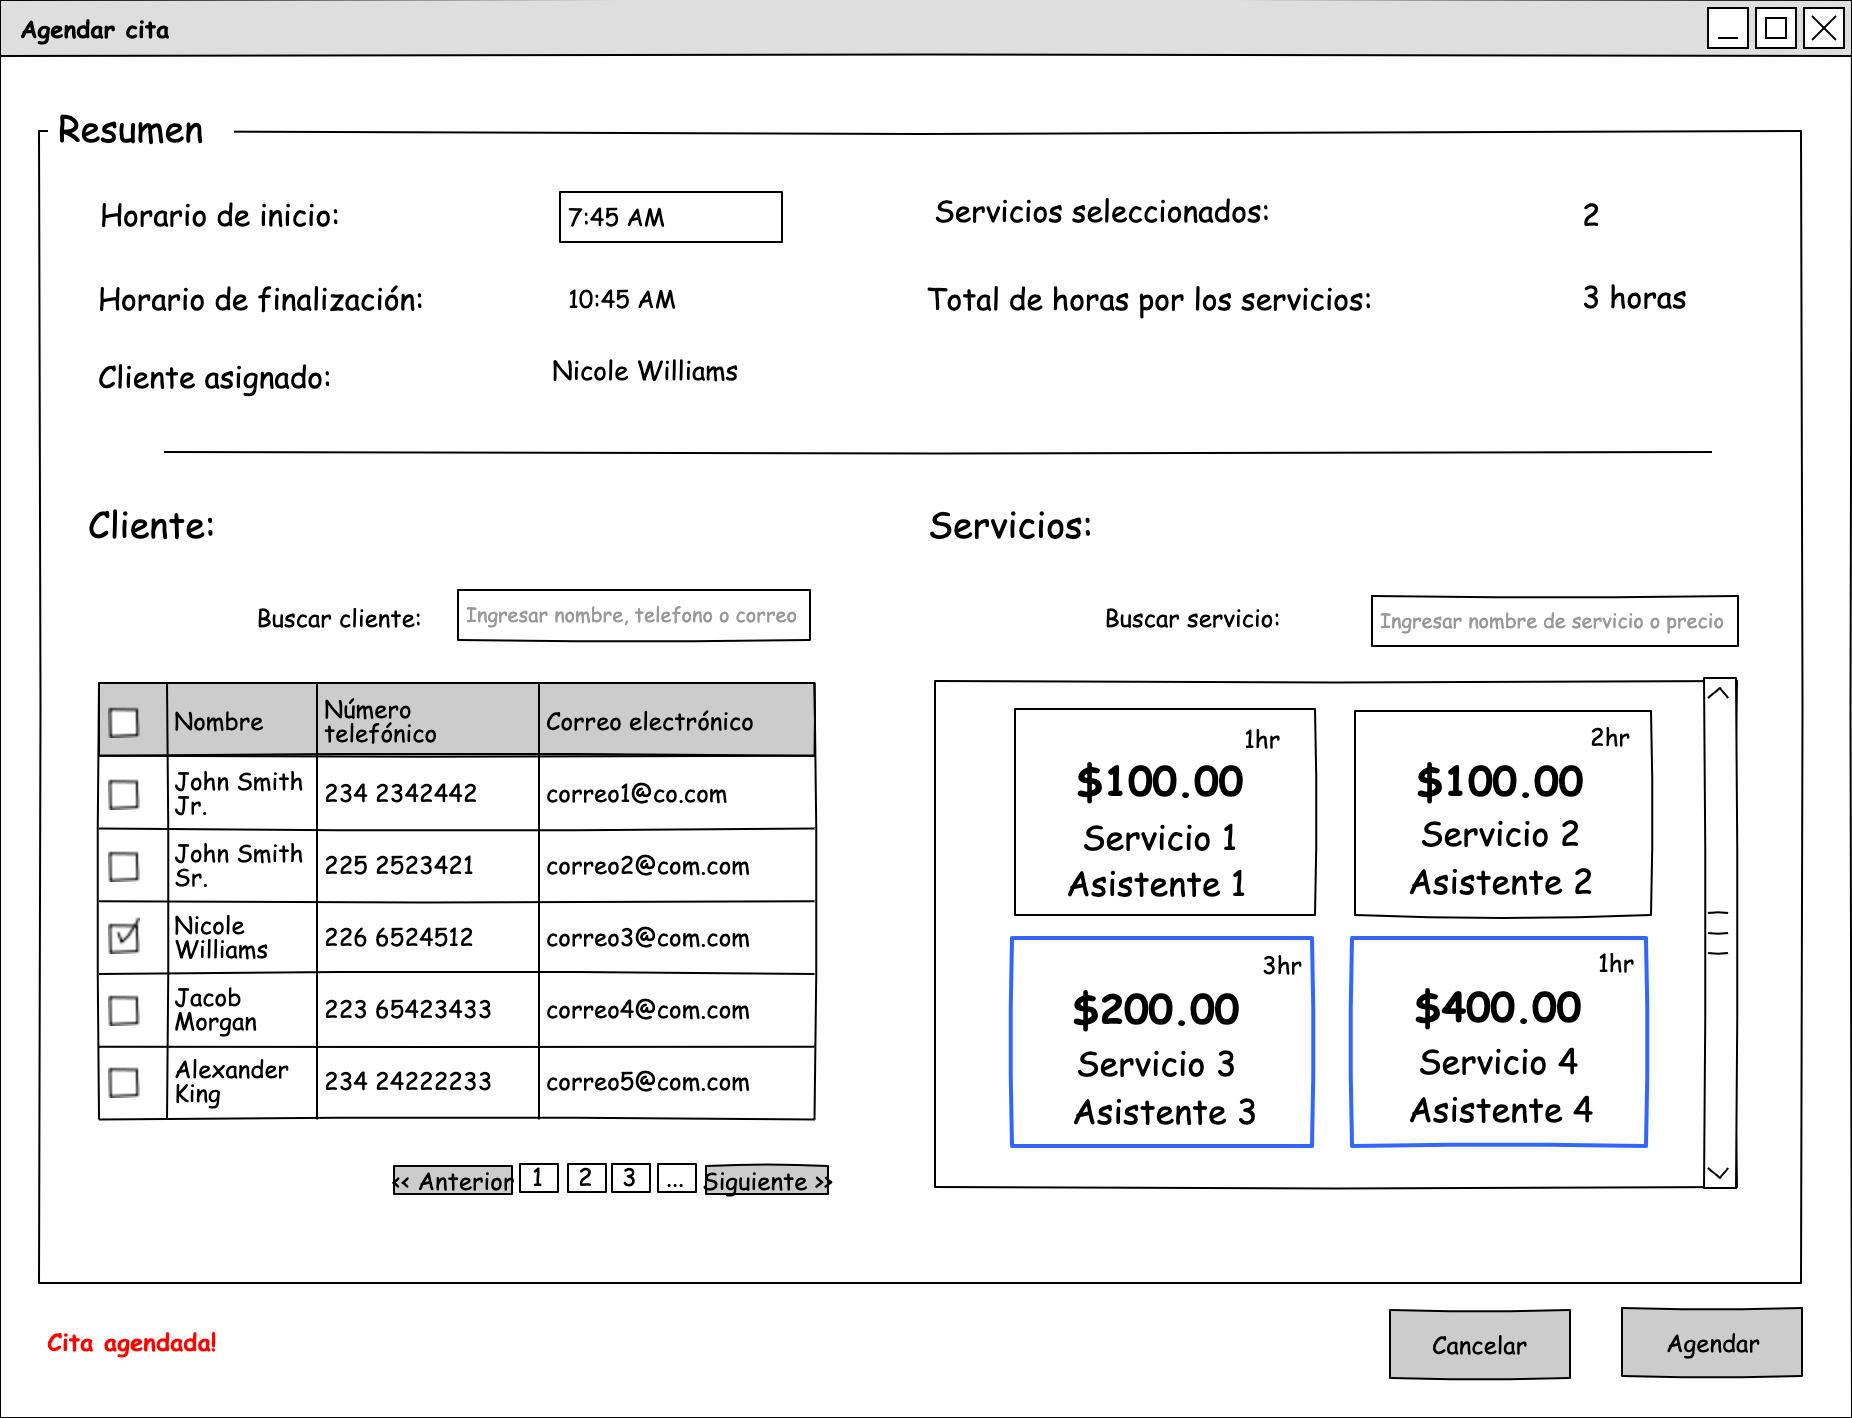 Agendar cita
Resumen
Horario de inicio:
7:45 AM
Servicios seleccionados:
2
Horario de finalización:
10:45 AM
Total de horas por los servicios:
3 horas
Cliente asignado:
Nicole Williams
Cliente:
Servicios:
Buscar cliente:
Ingresar nombre, telefono o correo
Buscar servicio:
Ingresar nombre de servicio o precio
Nombre
Número
telefónico
Correo electrónico
John Smith
Jr.
234 2342442
correo1@co.com
John Smith
Sr.
225 2523421
correo2@com.com
Nicole
Williams
226 6524512
correo3@com.com
Jacob
Morgan
223 65423433
correo4@com.com
Alexander
King
234 24222233
correo5@com.com
<< Anterior
1
2
3
...
Siguiente >>
1hr
$100.00
Servicio 1
Asistente 1
2hr
$100.00
Servicio 2
Asistente 2
3hr
$200.00
Servicio 3
Asistente 3
1hr
$400.00
Servicio 4
Asistente 4
Cita agendada!
Cancelar
Agendar